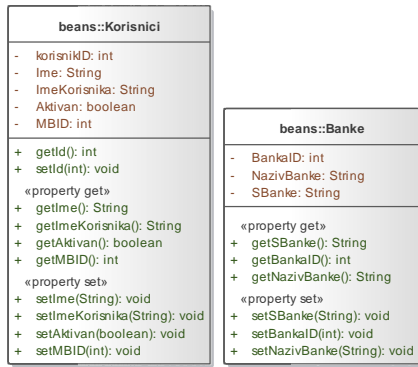 beans::Korisnici
- korisnikID: int
- Ime: String
- ImeKorisnika: String
- Aktivan: boolean
- MBID: int
+ getId(): int
+ setId(int): void
«property get»
+ getIme(): String
+ getImeKorisnika(): String
+ getAktivan(): boolean
+ getMBID(): int
«property set»
+ setIme(String): void
+ setImeKorisnika(String): void
+ setAktivan(boolean): void
+ setMBID(int): void
beans::Banke
- BankaID: int
- NazivBanke: String
- SBanke: String
«property get»
+ getSBanke(): String
+ getBankaID(): int
+ getNazivBanke(): String
«property set»
+ setSBanke(String): void
+ setBankaID(int): void
+ setNazivBanke(String): void